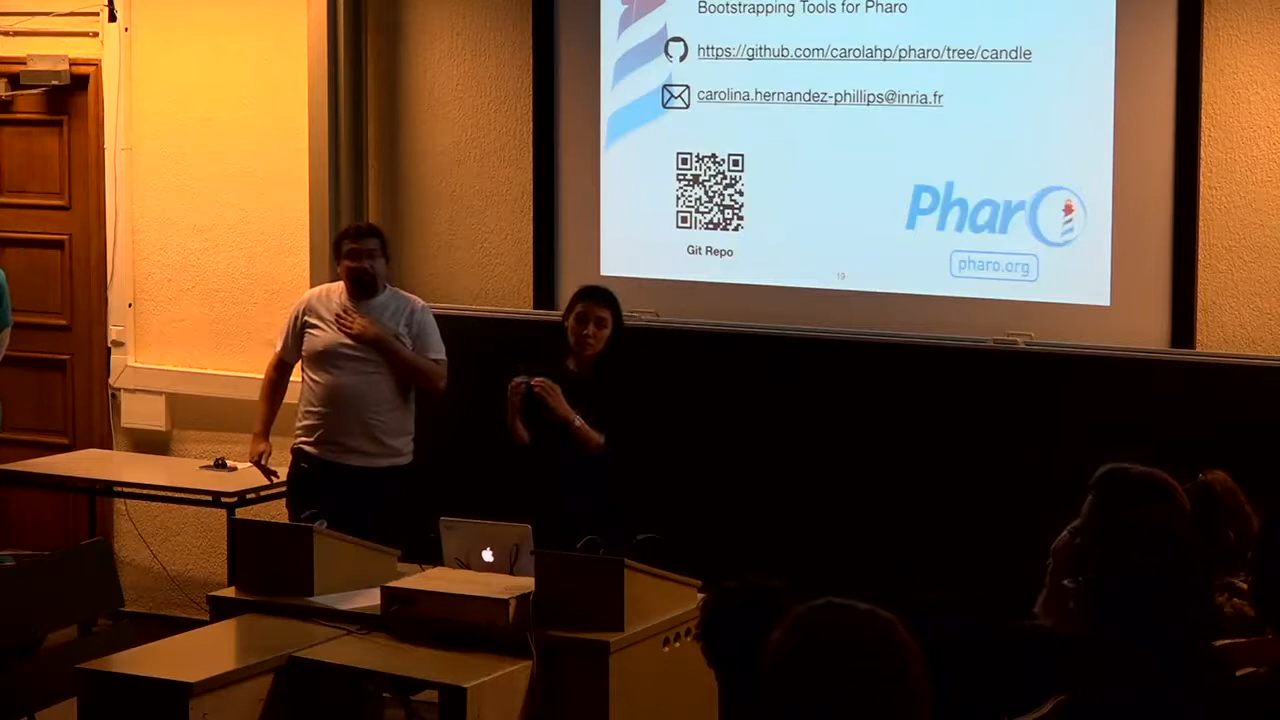 Bootstrapping Tools for Pharo
https://github.com/carolahp/pharo/tree/candle
carolina.hernandez-phillips@inria.fr
Git Repo
Pharo
pharo.org
19